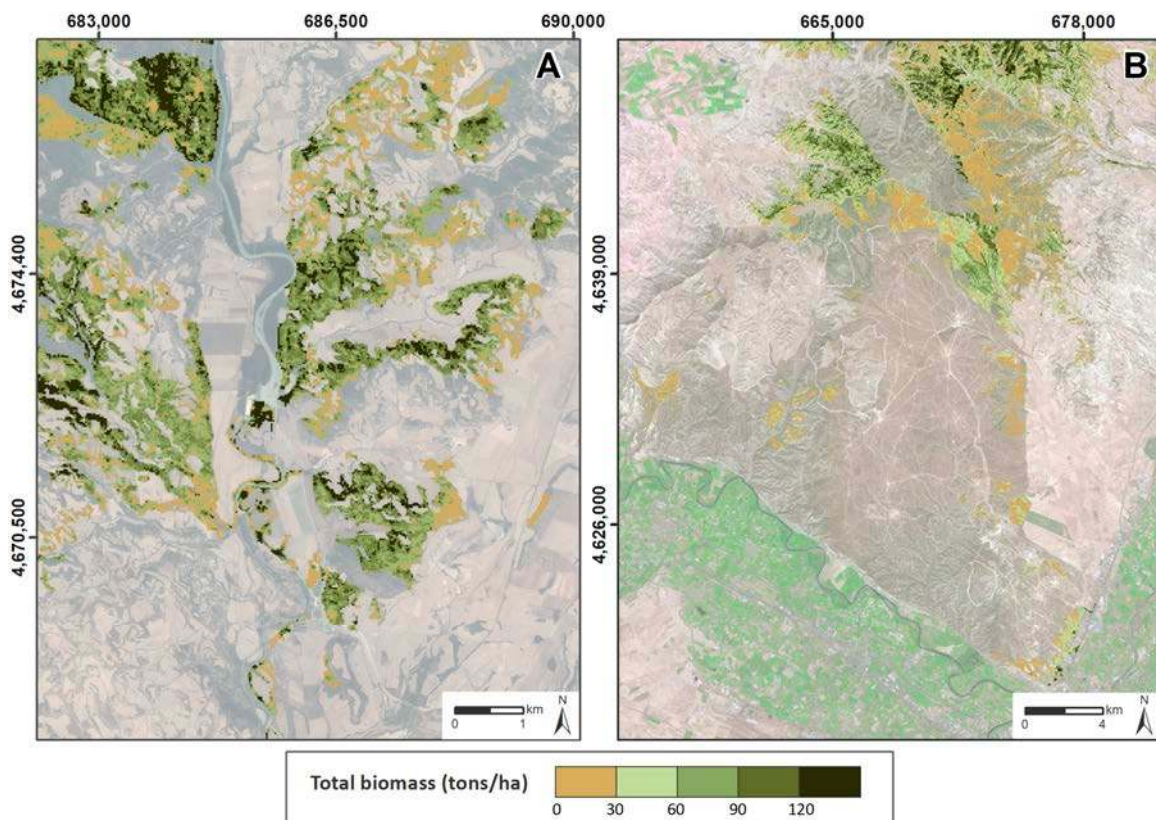 683,000 686,500 690,000 665,000 678,000
A B
4,674,400 4,639,000
4,670,500 4,626,000
N N
km km
0 1 0 4
Total biomass (tons/ha)
0 30 60 90 120